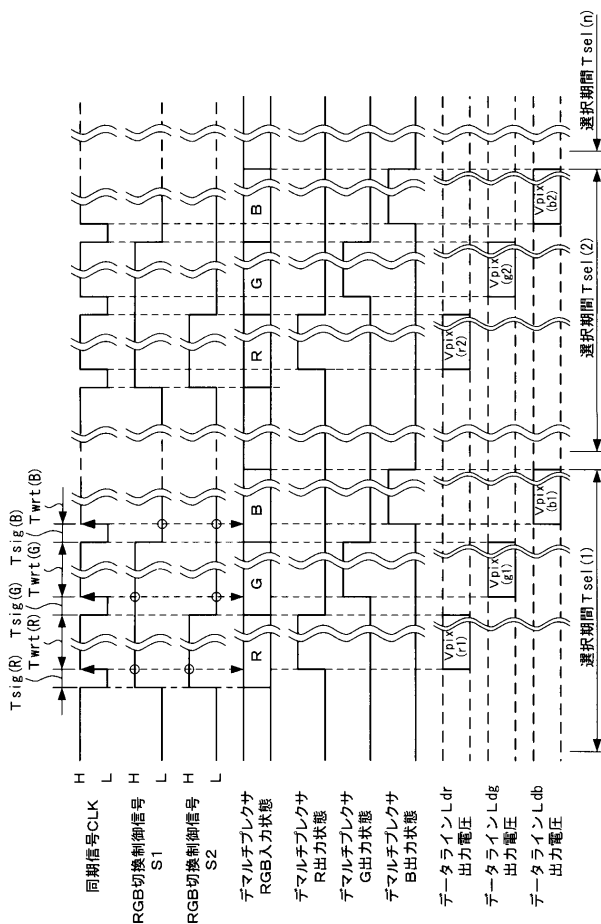 Tsig(R)
Twrt(R)
Tsig(G)
Twrt(G)
Tsig(B)
Twrt(B)
同期信号CLK
H
L
RGB切換制御信号
S1
H
L
RGB切換制御信号
S2
H
L
デマルチプレクサ
RGB入力状態
R
G
B
R
G
B
デマルチプレクサ
R出力状態
デマルチプレクサ
G出力状態
デマルチプレクサ
B出力状態
データラインLdr
出力電圧
Vpix
(r1)
Vpix
(r2)
データラインLdg
出力電圧
Vpix
(g1)
Vpix
(g2)
データラインLdb
出力電圧
Vpix
(b1)
Vpix
(b2)
選択期間Tsel(1)
選択期間Tsel(2)
選択期間Tsel(n)